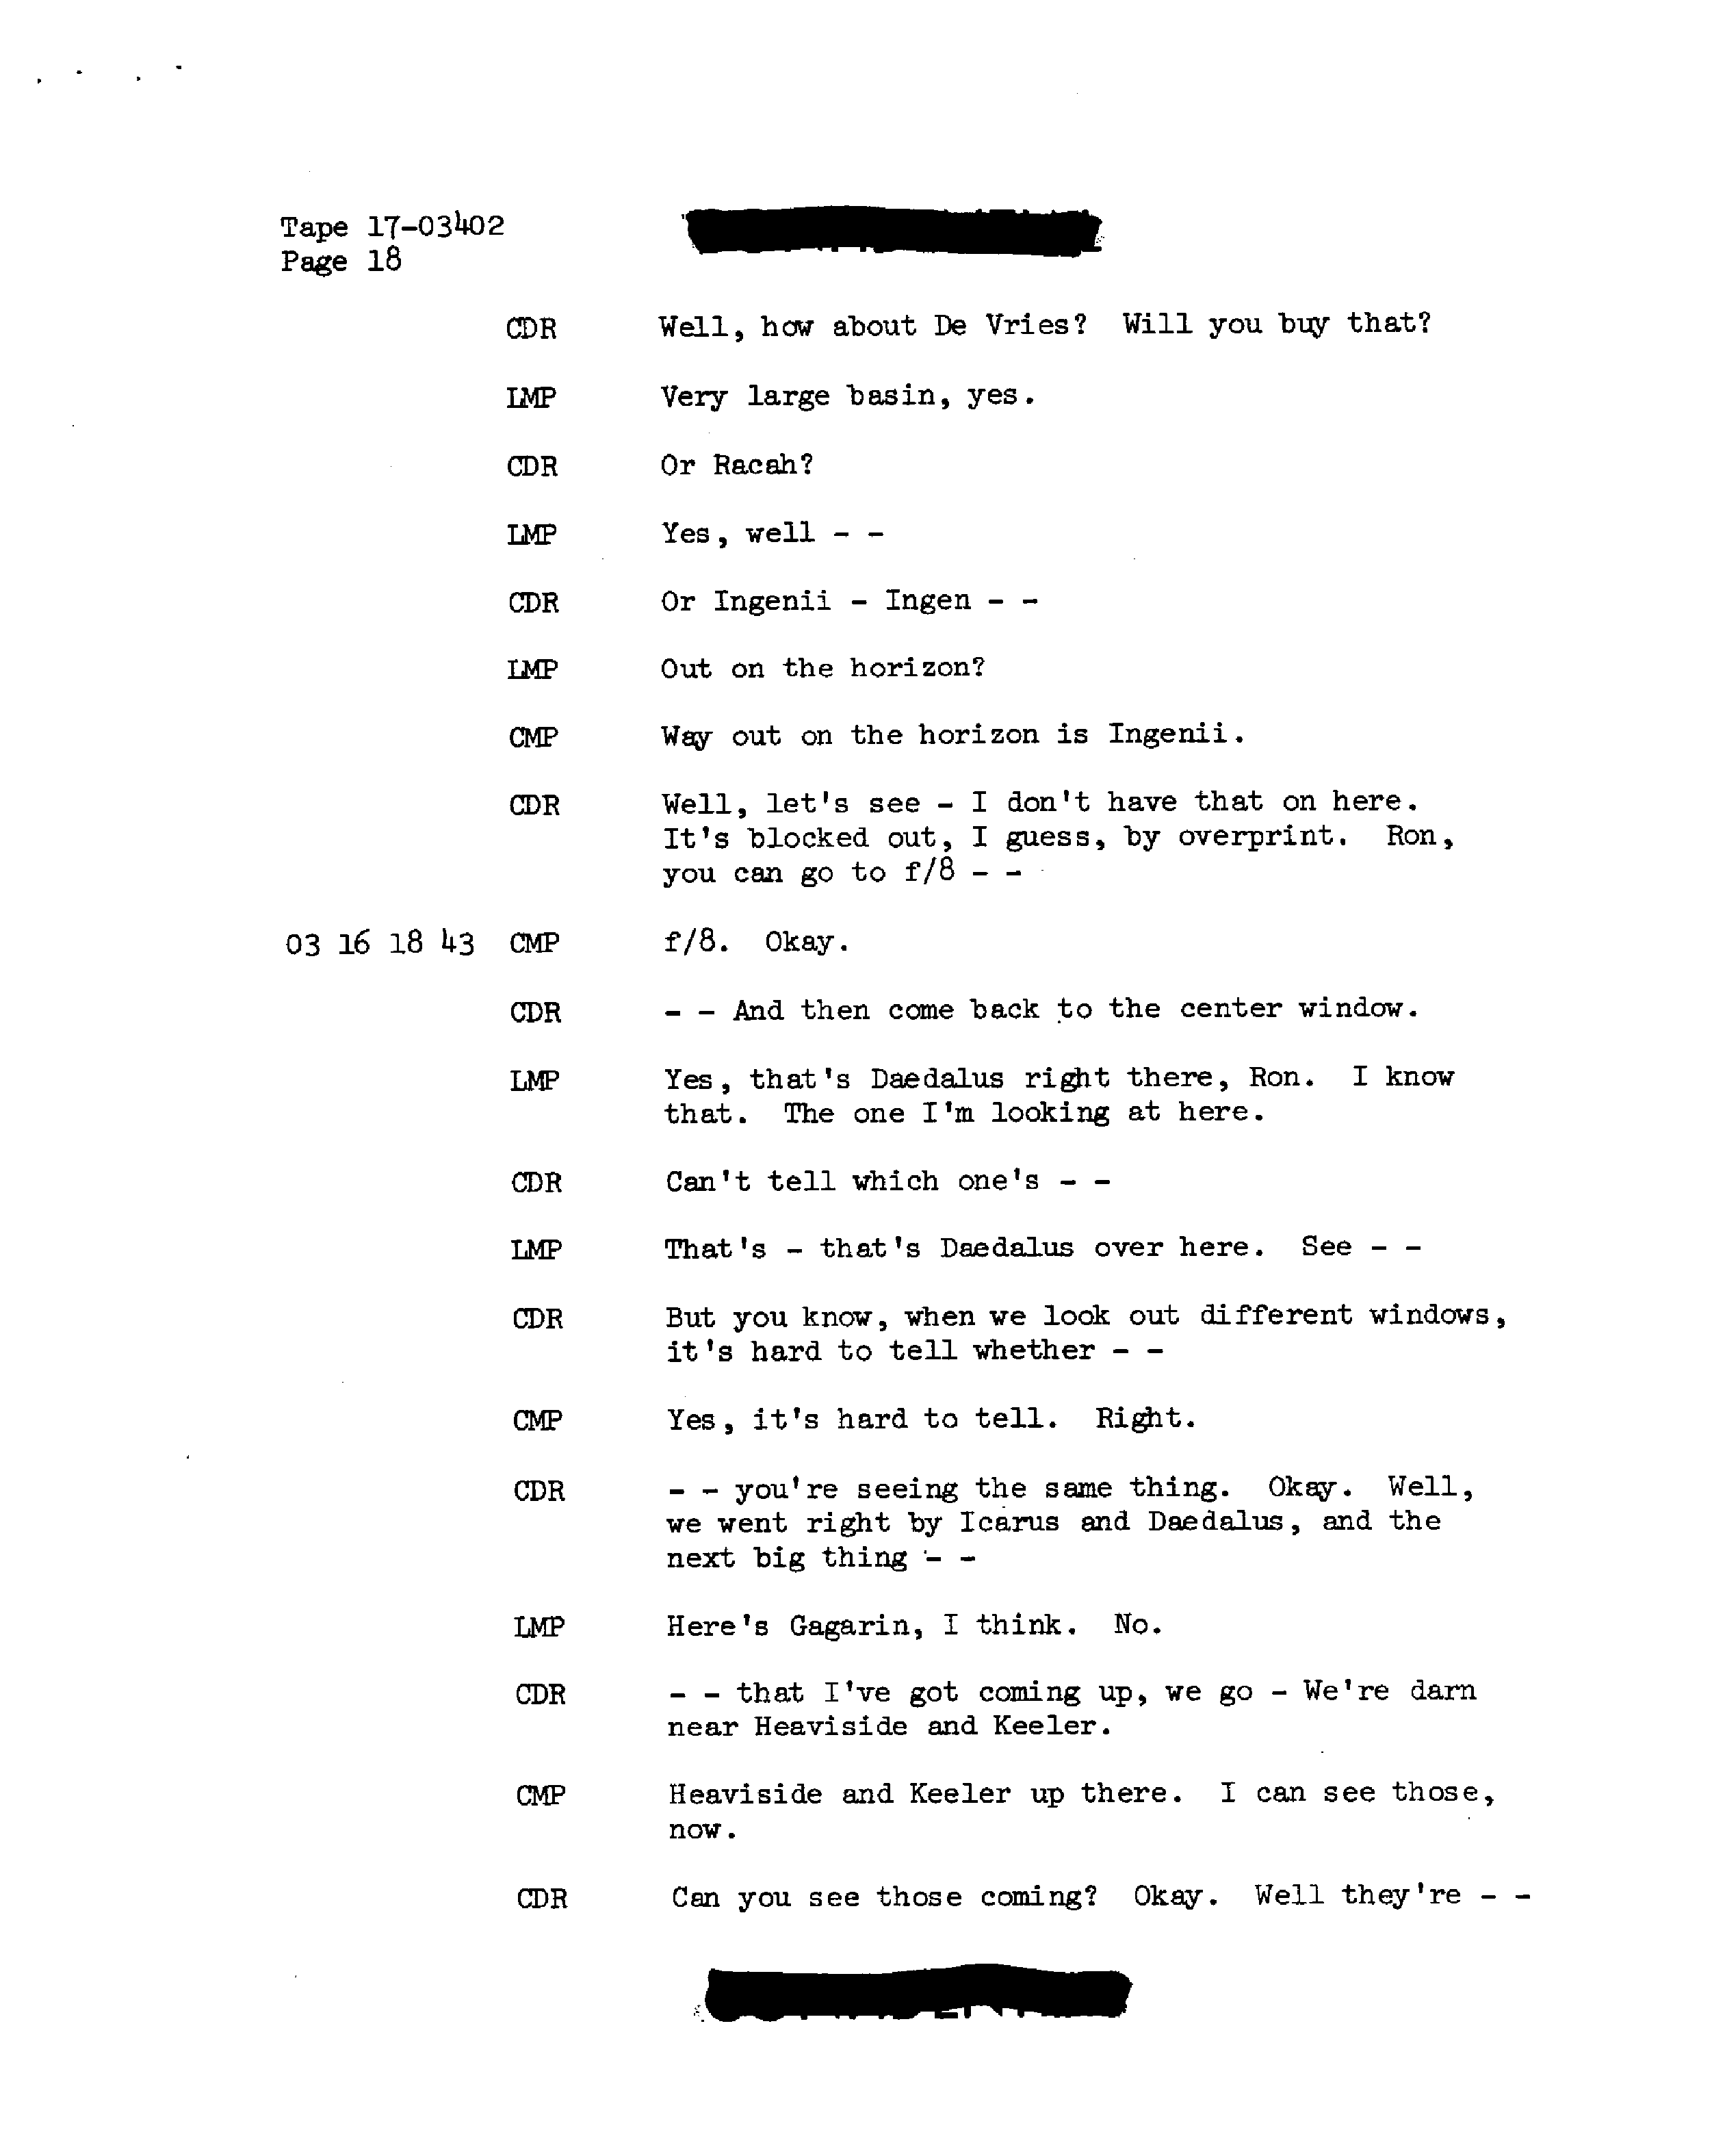 Tape 17-03402
Page 18
CDR Well, how about De Vries? Will you buy that?
LMP Very large basin, yes.
CDR Or Racah?
LMP Yes, well - -
CDR Or Ingenii - Ingen - -
LMP Out on the horizon?
CMP Way out on the horizon is Ingenii.
CDR Well, let's see - I don't have that on here.
It's blocked out, I guess, by overprint. Ron,
you can go to f/8 - -
03 16 18 43 CMP f/8. Okay.
CDR - - And then come back to the center window.
LMP Yes, that's Daedalus right there, Ron. I know
that. The one I'm looking at here.
CDR Can't tell which one's - -
LMP That's - that's Daedalus over here. See - -
CDR But you know, when we look out different windows,
it's hard to tell whether - -
CMP Yes, it's hard to tell. Right.
CDR - - you're seeing the same thing. Okay. Well,
we went right by Icarus and Daedalus, and the
next big thing - -
LMP Here's Gagarin, I think. No.
CDR - - that I've got coming up, we go - We're darn
near Heaviside and Keeler.
CMP Heaviside and Keeler up there. I can see those,
now.
CDR Can you see those coming? Okay. Well they're - -